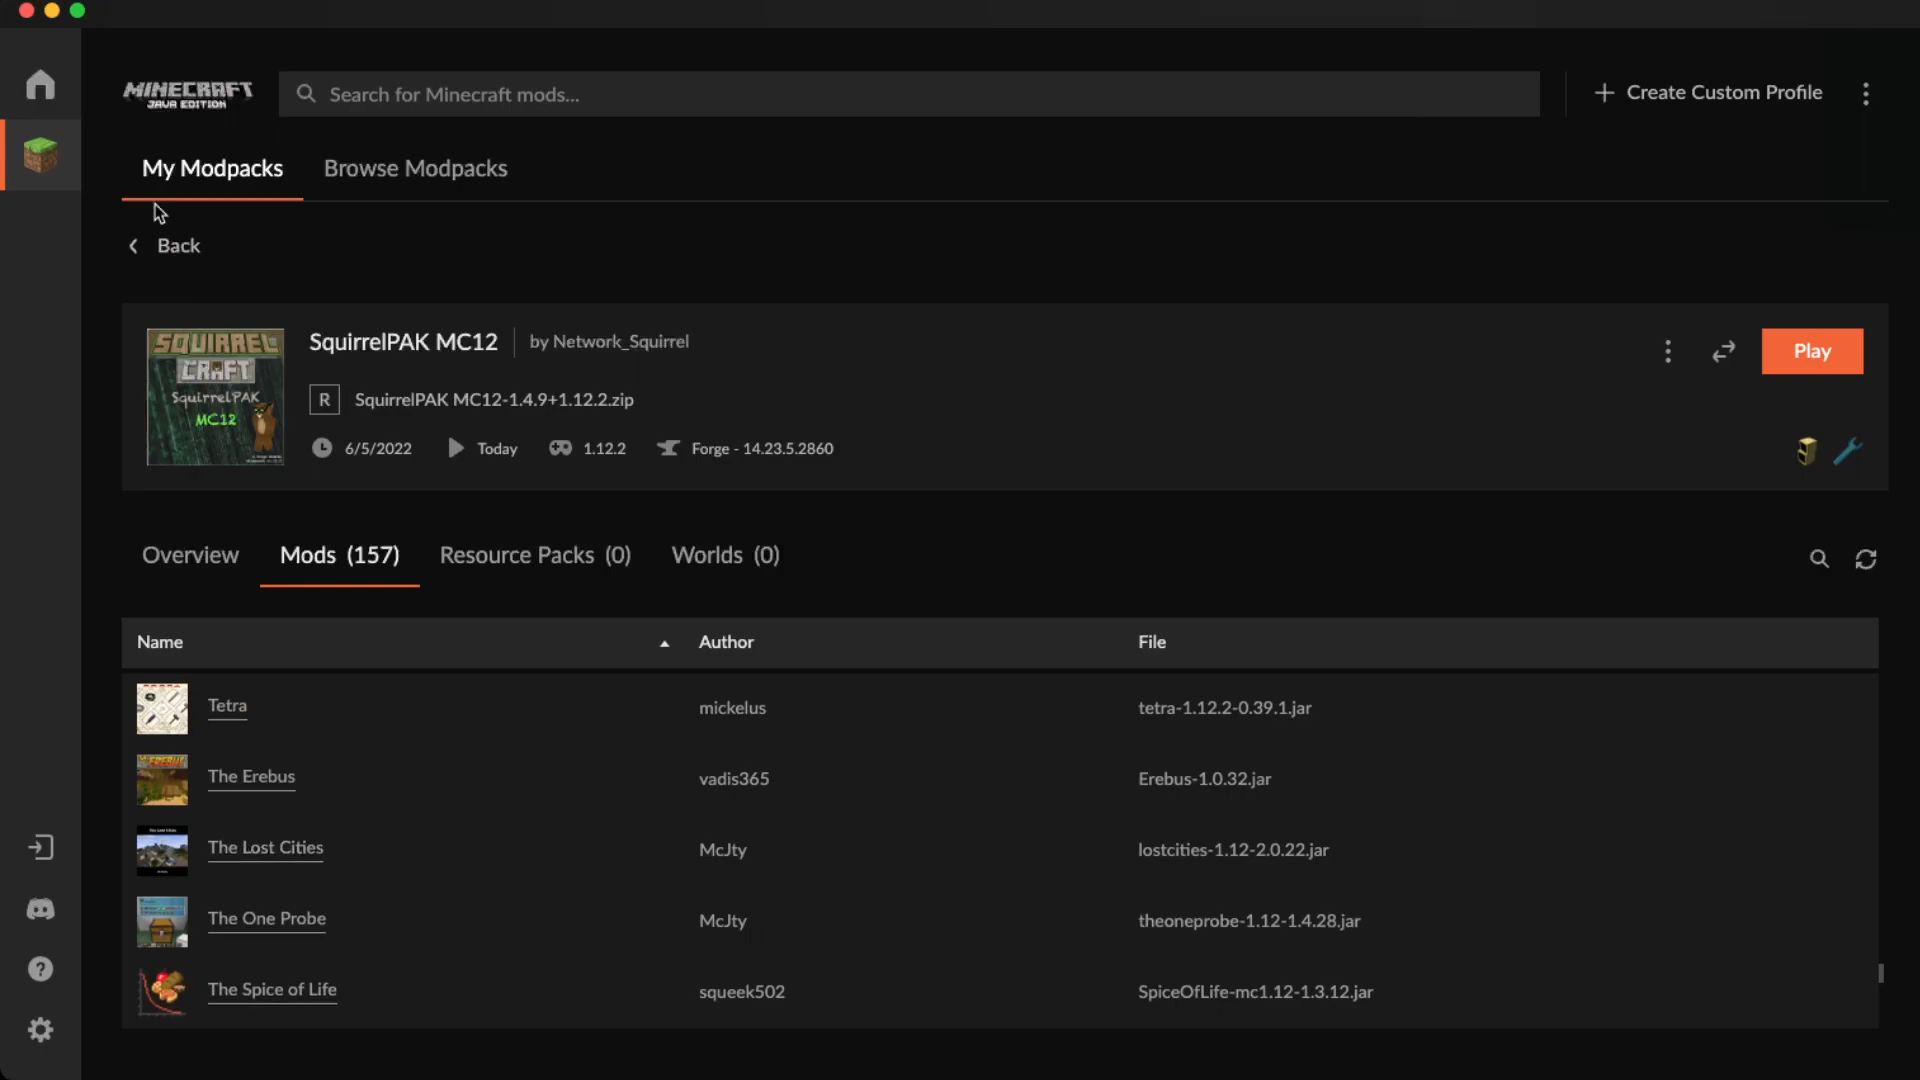 MINECRAFT
JAVA EDITION
Search for Minecraft mods...
Create Custom Profile
My Modpacks
Browse Modpacks
Back
SQUIRREL
CRAFT
SquirrelPAK
MC12
SquirrelPAK MC12
by Network_Squirrel
Play
R
SquirrelPAK MC12-1.4.9+1.12.2.zip
6/5/2022
Today
1.12.2
Forge - 14.23.5.2860
Overview
Mods (157)
Resource Packs (0)
Worlds (0)
Name
Author
File
Tetra
mickelus
tetra-1.12.2-0.39.1.jar
The Erebus
vadis365
Erebus-1.0.32.jar
The Lost Cities
McJty
lostcities-1.12-2.0.22.jar
The One Probe
McJty
theoneprobe-1.12-1.4.28.jar
The Spice of Life
squeek502
SpiceOfLife-mc1.12-1.3.12.jar